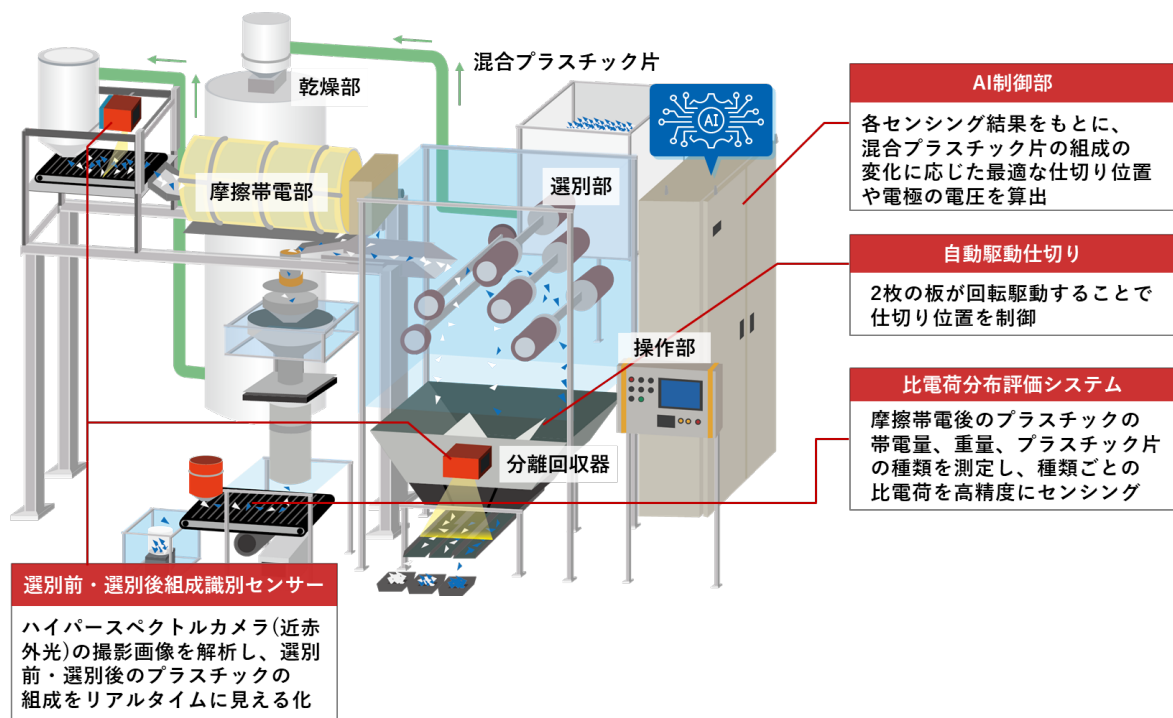 混合プラスチック片
乾燥部
摩擦帯電部
選別部
AI
操作部
分離回収器
AI制御部
各センシング結果をもとに、
混合プラスチック片の組成の
変化に応じた最適な仕切り位置
や電極の電圧を算出
自動駆動仕切り
2枚の板が回転駆動することで
仕切り位置を制御
比電荷分布評価システム
摩擦帯電後のプラスチックの
帯電量、重量、プラスチック片
の種類を測定し、種類ごとの
比電荷を高精度にセンシング
選別前・選別後組成識別センサー
ハイパースペクトルカメラ(近赤
外光)の撮影画像を解析し、選別
前・選別後のプラスチックの
組成をリアルタイムに見える化